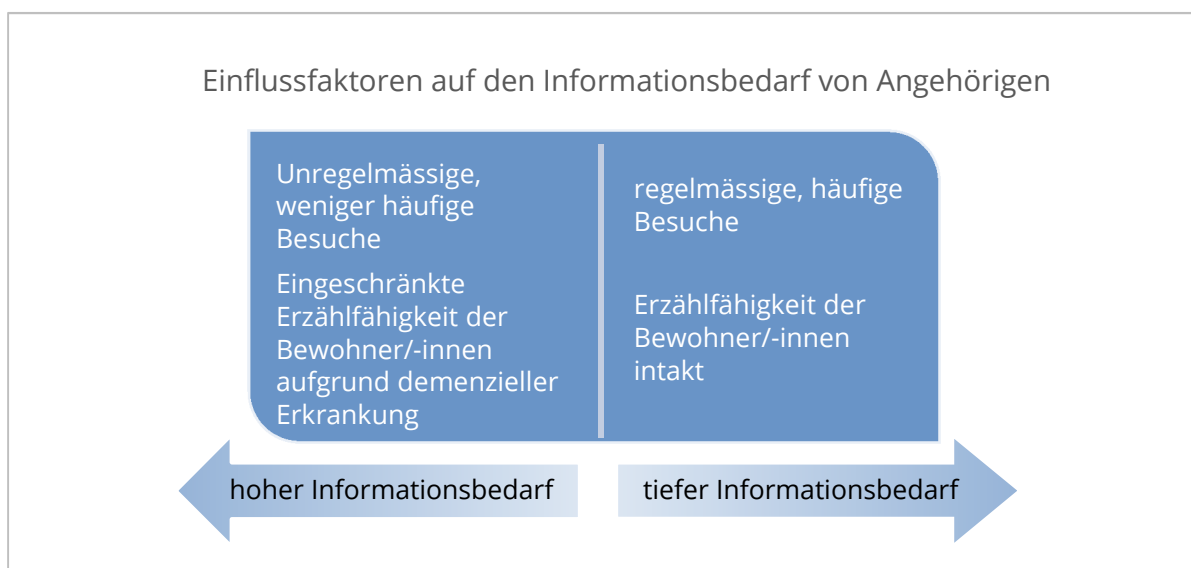 Einflussfaktoren auf den Informationsbedarf von Angehörigen
Unregelmässige,
weniger häufige
Besuche
Eingeschränkte
Erzählfähigkeit der
Bewohner/-innen
aufgrund demenzieller
Erkrankung
regelmässige, häufige
Besuche
Erzählfähigkeit der
Bewohner/-innen
intakt
hoher Informationsbedarf
tiefer Informationsbedarf